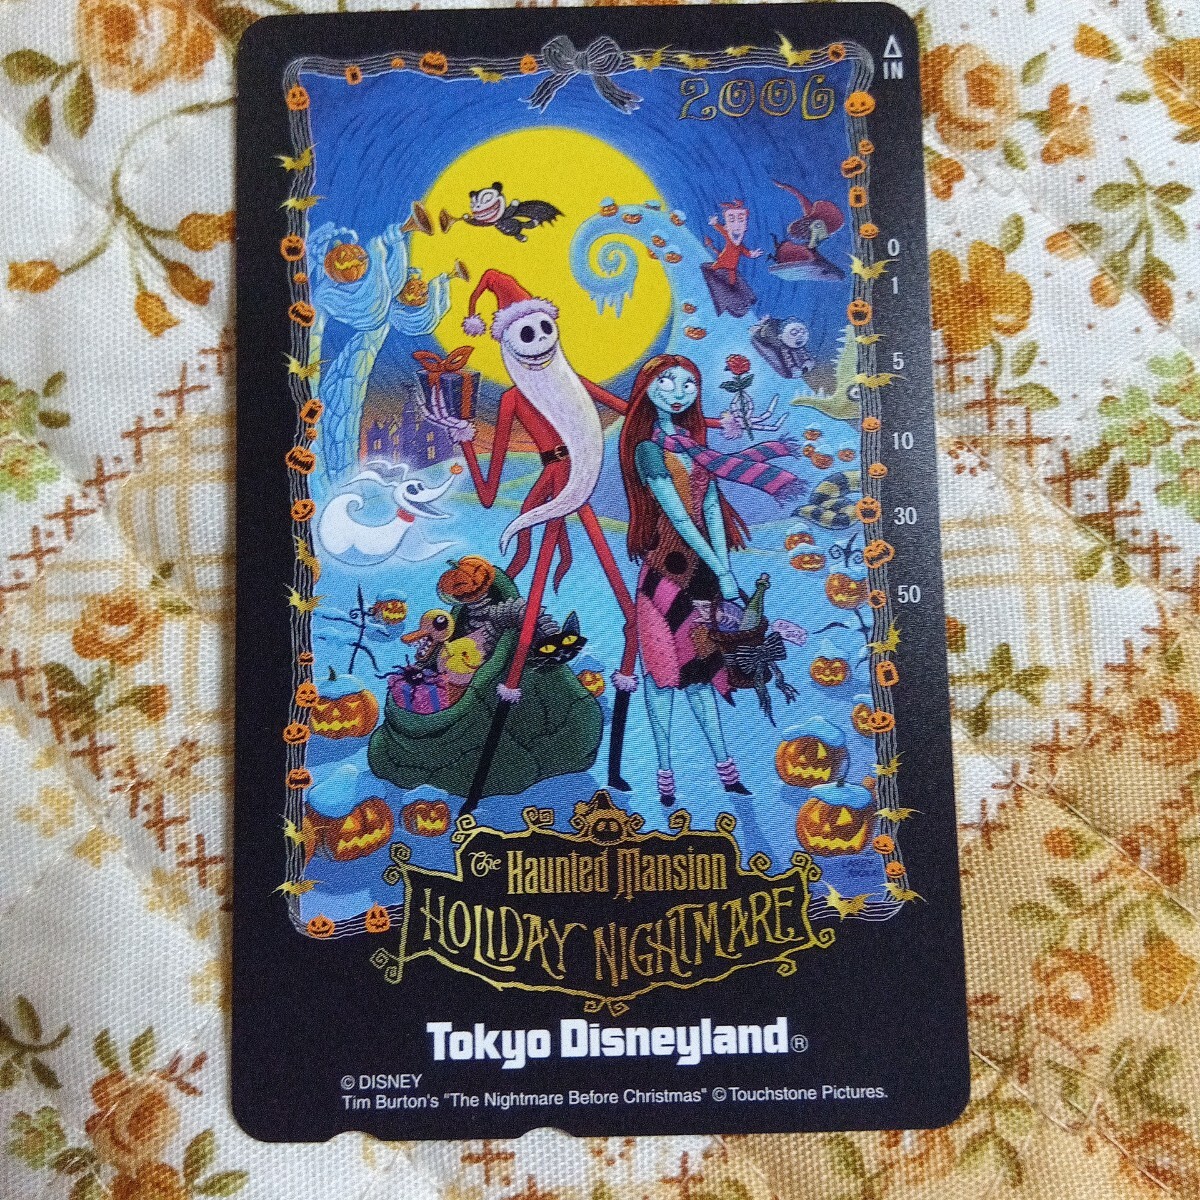 IN
2006
0
1
5
10
30
50
The Haunted Mansion
HOLIDAY NIGHTMARE
Tokyo Disneyland®
© DISNEY
Tim Burton's "The Nightmare Before Christmas" © Touchstone Pictures.